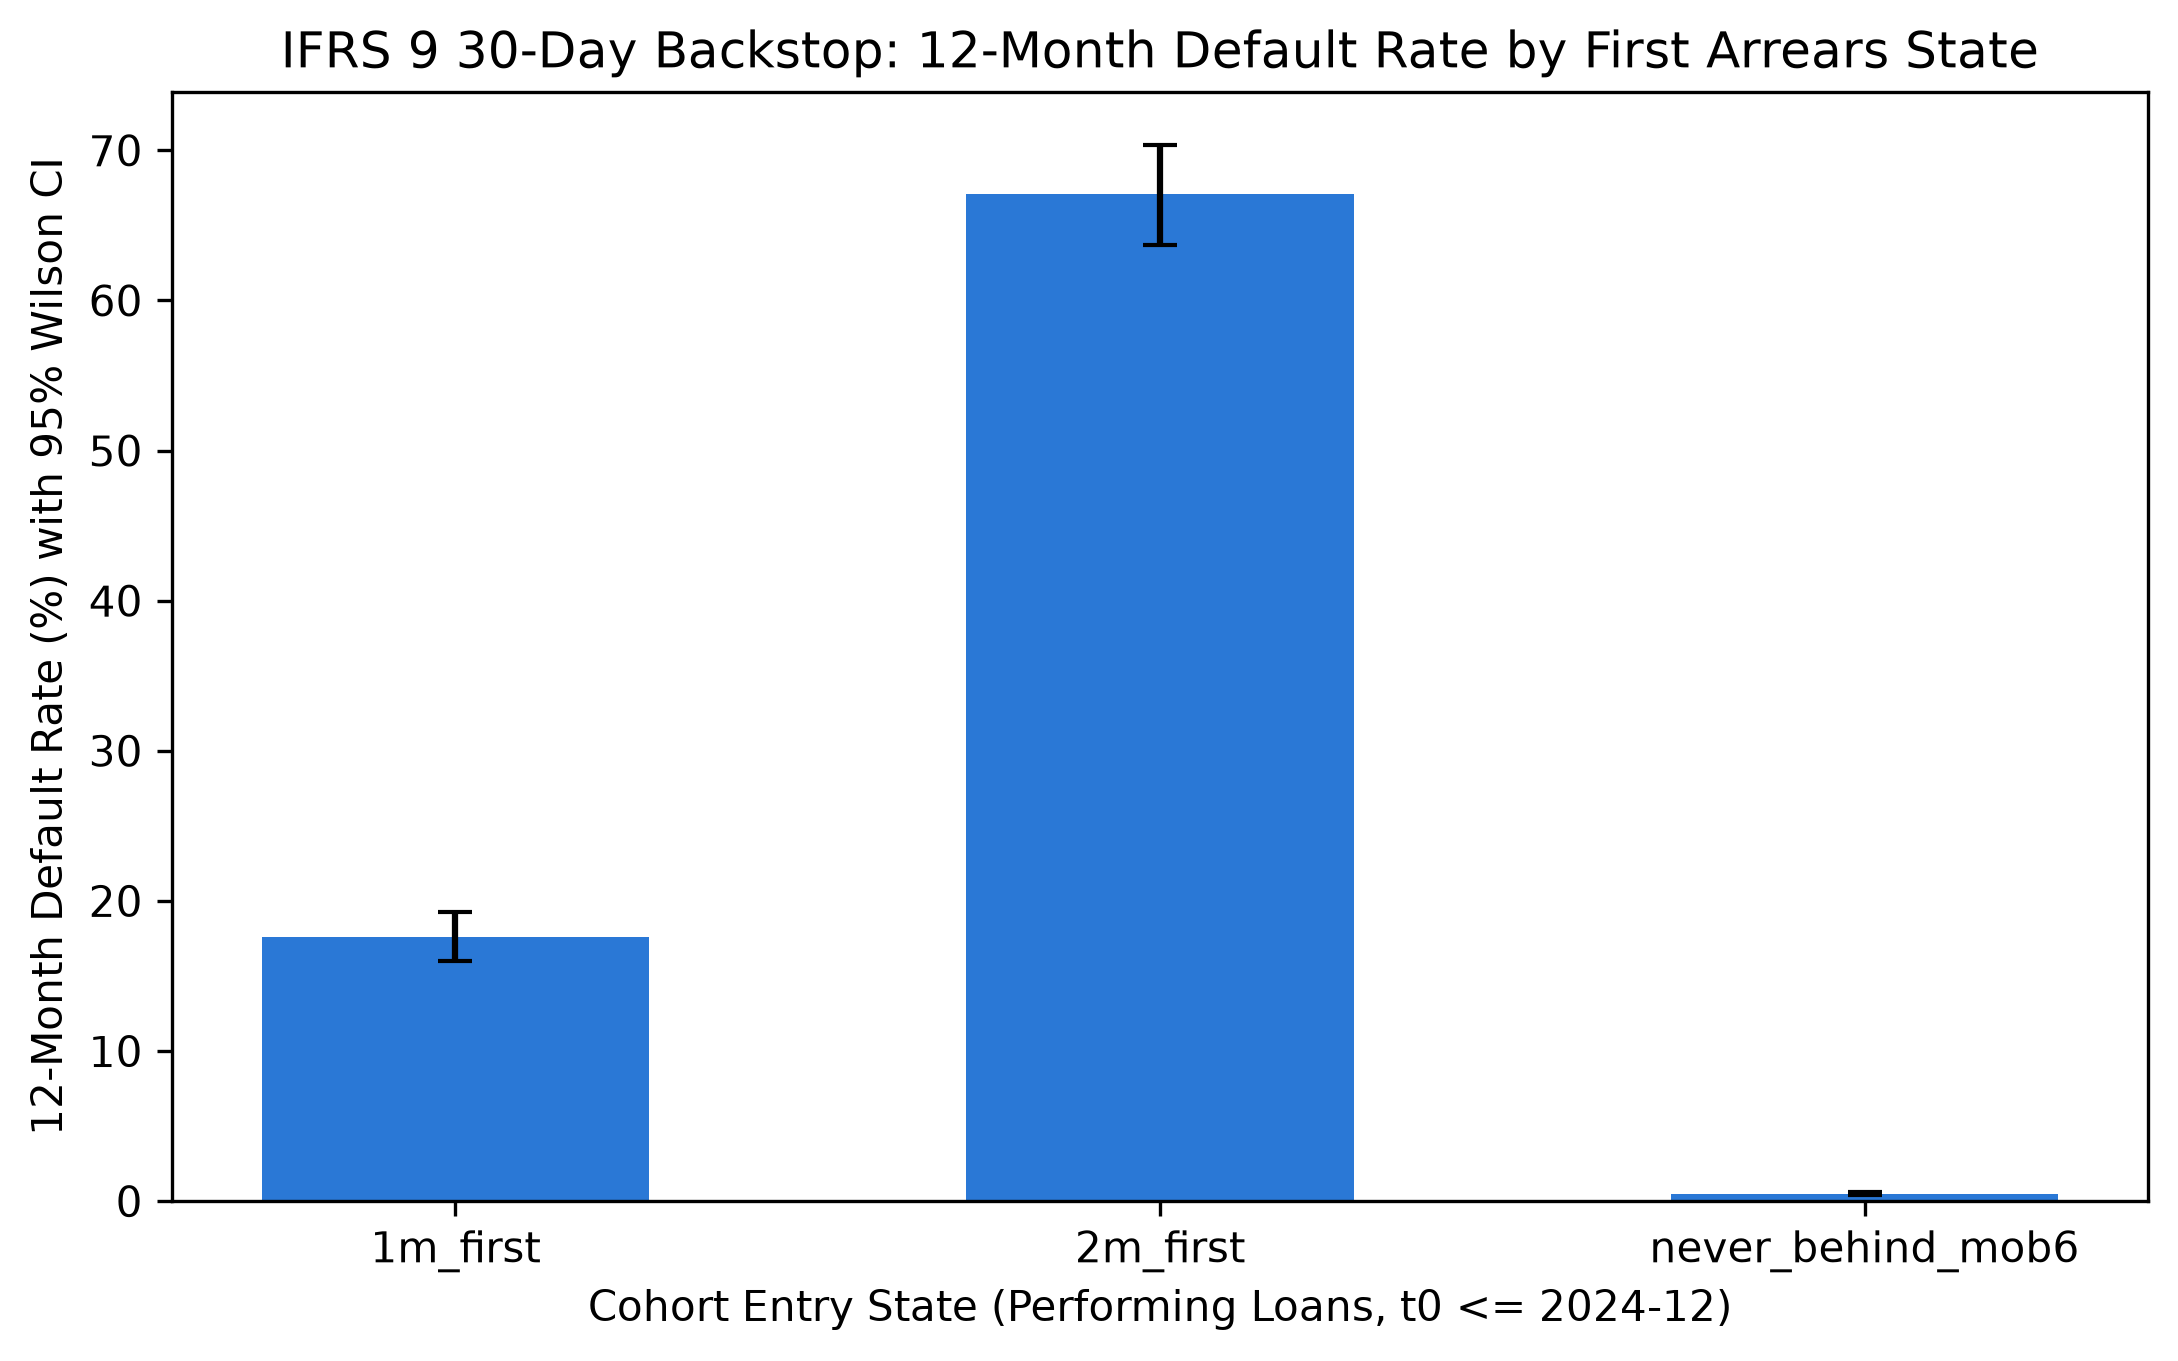 IFRS 9 30-Day Backstop: 12-Month Default Rate by First Arrears State
12-Month Default Rate (%) with 95% Wilson CI
70
60
50
40
30
20
10
0
1m_first
2m_first
never_behind_mob6
Cohort Entry State (Performing Loans, t0 <= 2024-12)